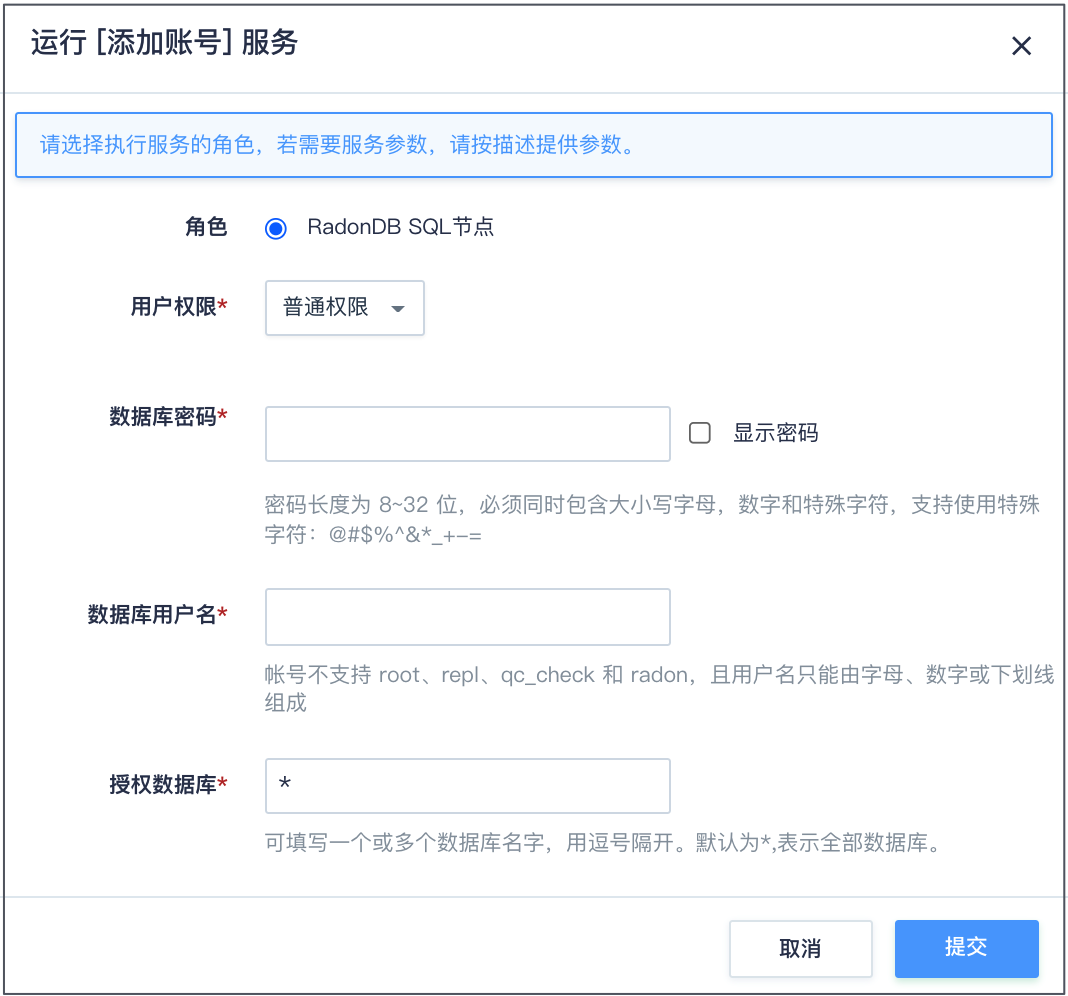 运行 [添加账号] 服务
请选择执行服务的角色，若需要服务参数，请按描述提供参数。
角色 RadonDB SQL节点
用户权限* 普通权限
数据库密码* 显示密码
密码长度为 8~32 位，必须同时包含大小写字母，数字和特殊字符，支持使用特殊
字符：@#$%^&*_+-=
数据库用户名*
帐号不支持 root、repl、qc_check 和 radon，且用户名只能由字母、数字或下划线
组成
授权数据库* *
可填写一个或多个数据库名字，用逗号隔开。默认为*,表示全部数据库。
取消 提交